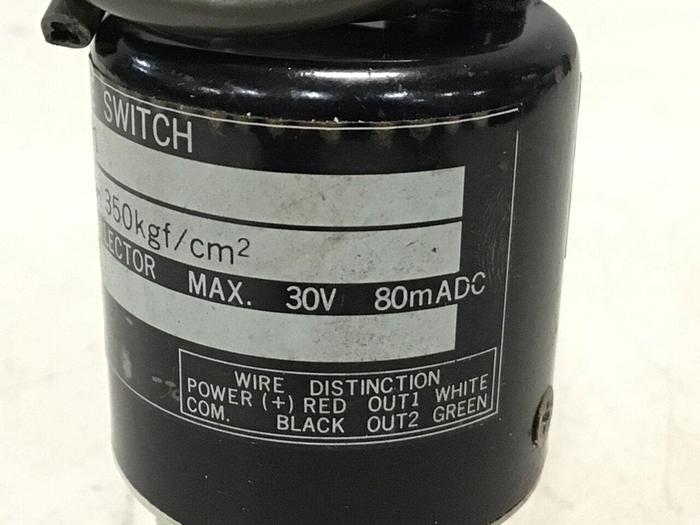 SWITCH
350kgf/cm²
LECTOR MAX. 30V 80mADC
WIRE DISTINCTION
POWER (+) RED OUT1 WHITE
COM. BLACK OUT2 GREEN